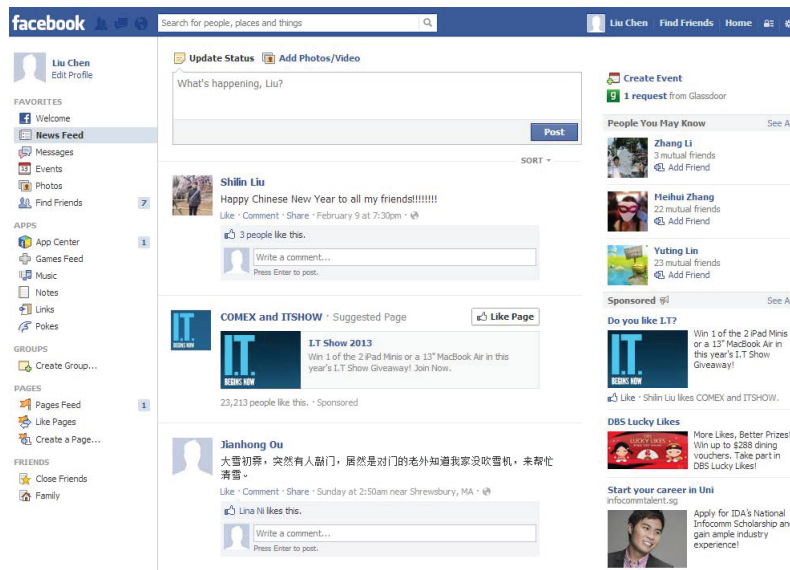 facebook
Search for people, places and things
Liu Chen
Find Friends
Home
Liu Chen
Edit Profile
FAVORITES
Welcome
News Feed
Messages
Events
Photos
Find Friends 7
APPS
App Center 1
Games Feed
Music
Notes
Links
Pokes
GROUPS
Create Group...
PAGES
Pages Feed 1
Like Pages
Create a Page...
FRIENDS
Close Friends
Family
Update Status Add Photos/Video
What's happening, Liu?
Post
SORT
Shilin Liu
Happy Chinese New Year to all my friends!!!!!!!!
Like · Comment · Share · February 9 at 7:30pm ·
3 people like this.
Write a comment...
Press Enter to post.
COMEX and ITSHOW · Suggested Page
Like Page
I.T.
BEGINS NOW
I.T.
BEGINS NOW
I.T Show 2013
Win 1 of the 2 iPad Minis or a 13" MacBook Air in this
year's I.T Show Giveaway! Join Now.
23,213 people like this. · Sponsored
Jianhong Ou
大雪初霁，突然有人敲门，居然是对门的老外知道我家没吹雪机，来帮忙
清雪。
Like · Comment · Share · Sunday at 2:50am near Shrewsbury, MA ·
Lina Ni likes this.
Write a comment...
Press Enter to post.
Create Event
1 request from Glassdoor
People You May Know See A
Zhang Li
3 mutual friends
Add Friend
Meihui Zhang
22 mutual friends
Add Friend
Yuting Lin
23 mutual friends
Add Friend
Sponsored See A
Do you like I.T?
I.T.
BEGINS NOW
Win 1 of the 2 iPad Minis
or a 13" MacBook Air in
this year's I.T Show
Giveaway!
Like · Shilin Liu likes COMEX and ITSHOW.
DBS Lucky Likes
LUCKY LIKES
More Likes, Better Prizes!
Win up to $288 dining
vouchers. Take part in
DBS Lucky Likes!
Start your career in Uni
infocommtalent.sg
Apply for IDA's National
Infocomm Scholarship an
gain ample industry
experience!